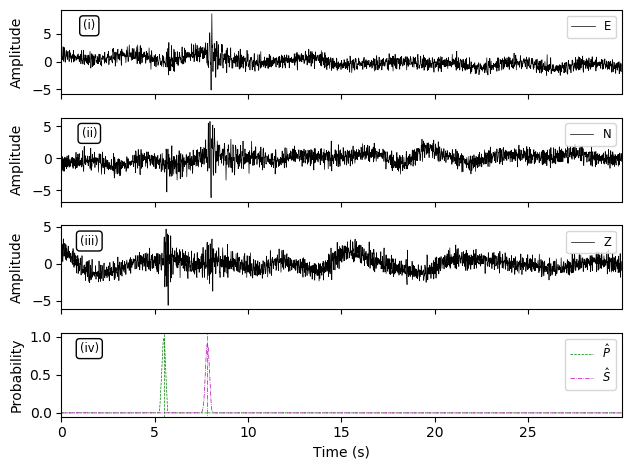 (i)
E
Amplitude
5
0
−5
(ii)
N
Amplitude
5
0
−5
(iii)
Z
Amplitude
5
0
−5
(iv)
P̂
Ŝ
Probability
1.0
0.5
0.0
0 5 10 15 20 25
Time (s)